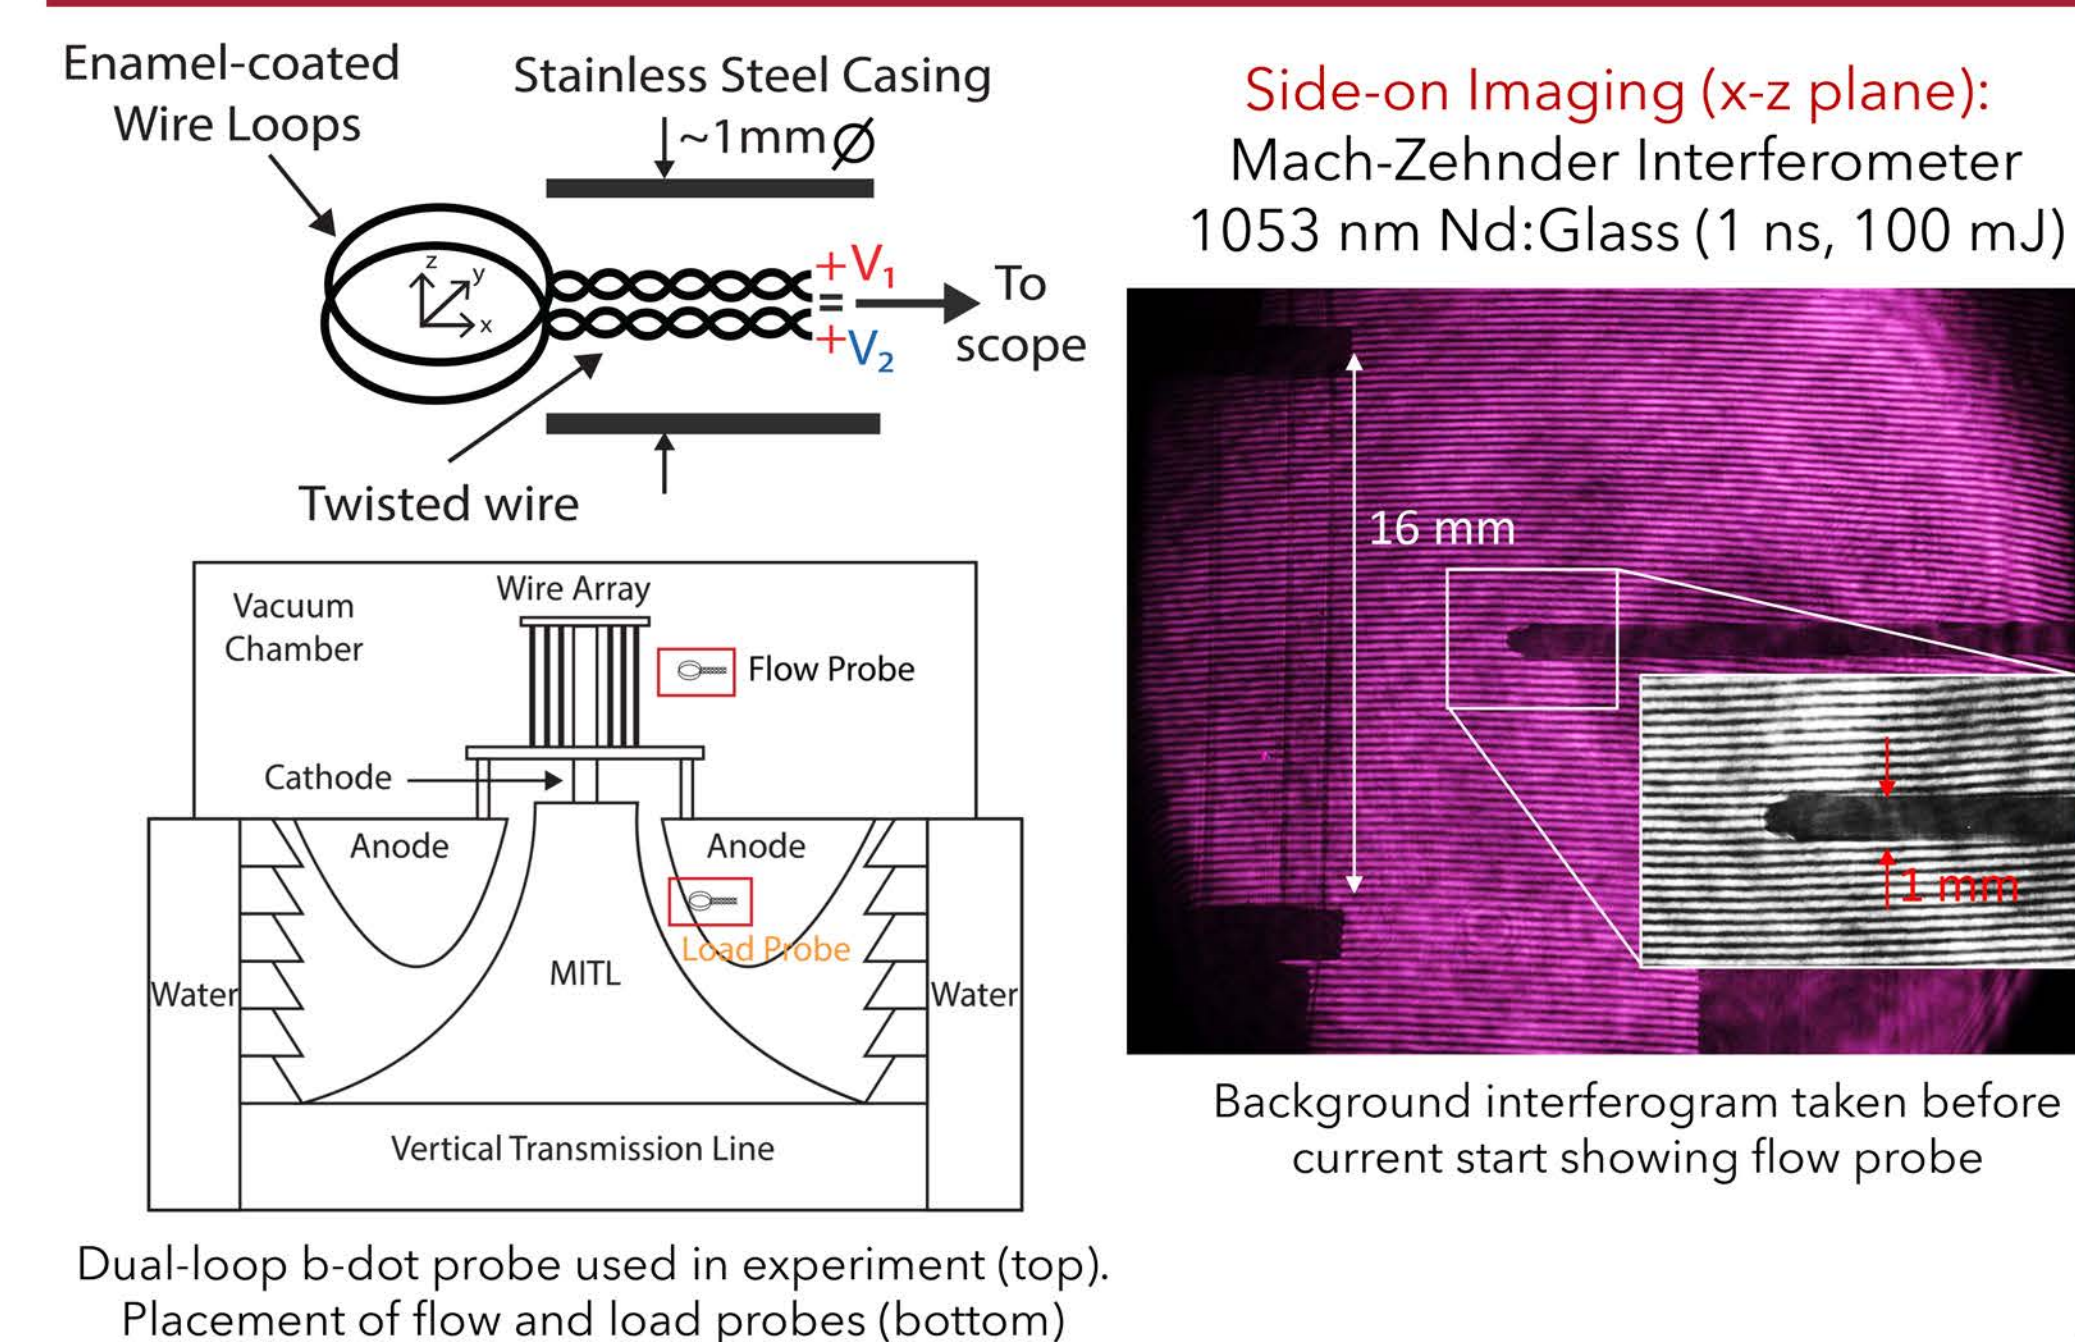 Enamel-coated
Wire Loops
Stainless Steel Casing
~1mm Ø
z
y
x
+V₁
=
+V₂
To
scope
Twisted wire
Vacuum
Chamber
Wire Array
Flow Probe
Cathode
Anode
Anode
Load Probe
MITL
Water
Water
Vertical Transmission Line
Dual-loop b-dot probe used in experiment (top).
Placement of flow and load probes (bottom)
Side-on Imaging (x-z plane):
Mach-Zehnder Interferometer
1053 nm Nd:Glass (1 ns, 100 mJ)
16 mm
1 mm
Background interferogram taken before
current start showing flow probe